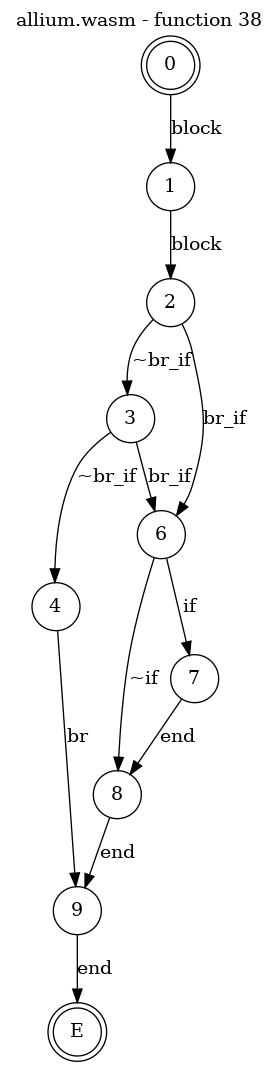 allium.wasm - function 38
0
block
1
block
2
~br_if
br_if
3
~br_if
br_if
6
4
~if
if
7
br
end
8
end
9
end
E